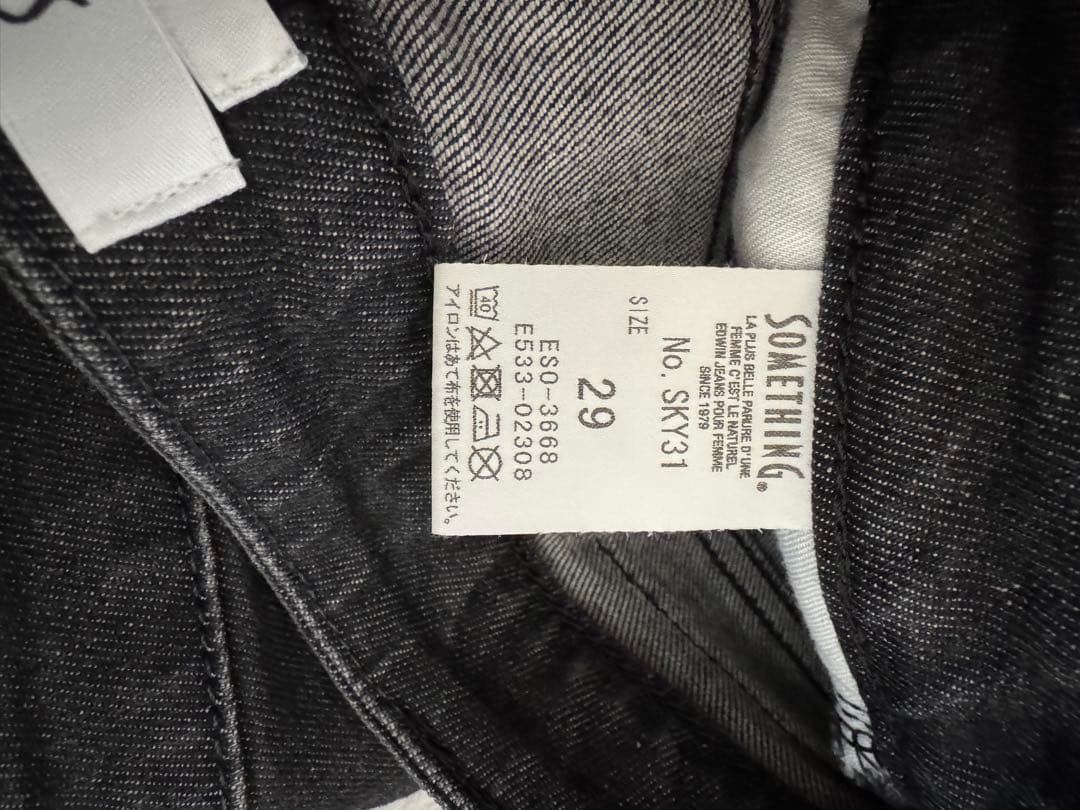 SOMETHING®
LA PLUS BELLE PARURE D'UNE
FEMME C'EST LE NATUREL
EDWIN JEANS POUR FEMME
SINCE 1979
No. SKY31
SIZE
29
ESO-3668
E533-02308
40
アイロンはあて布を使用してください。